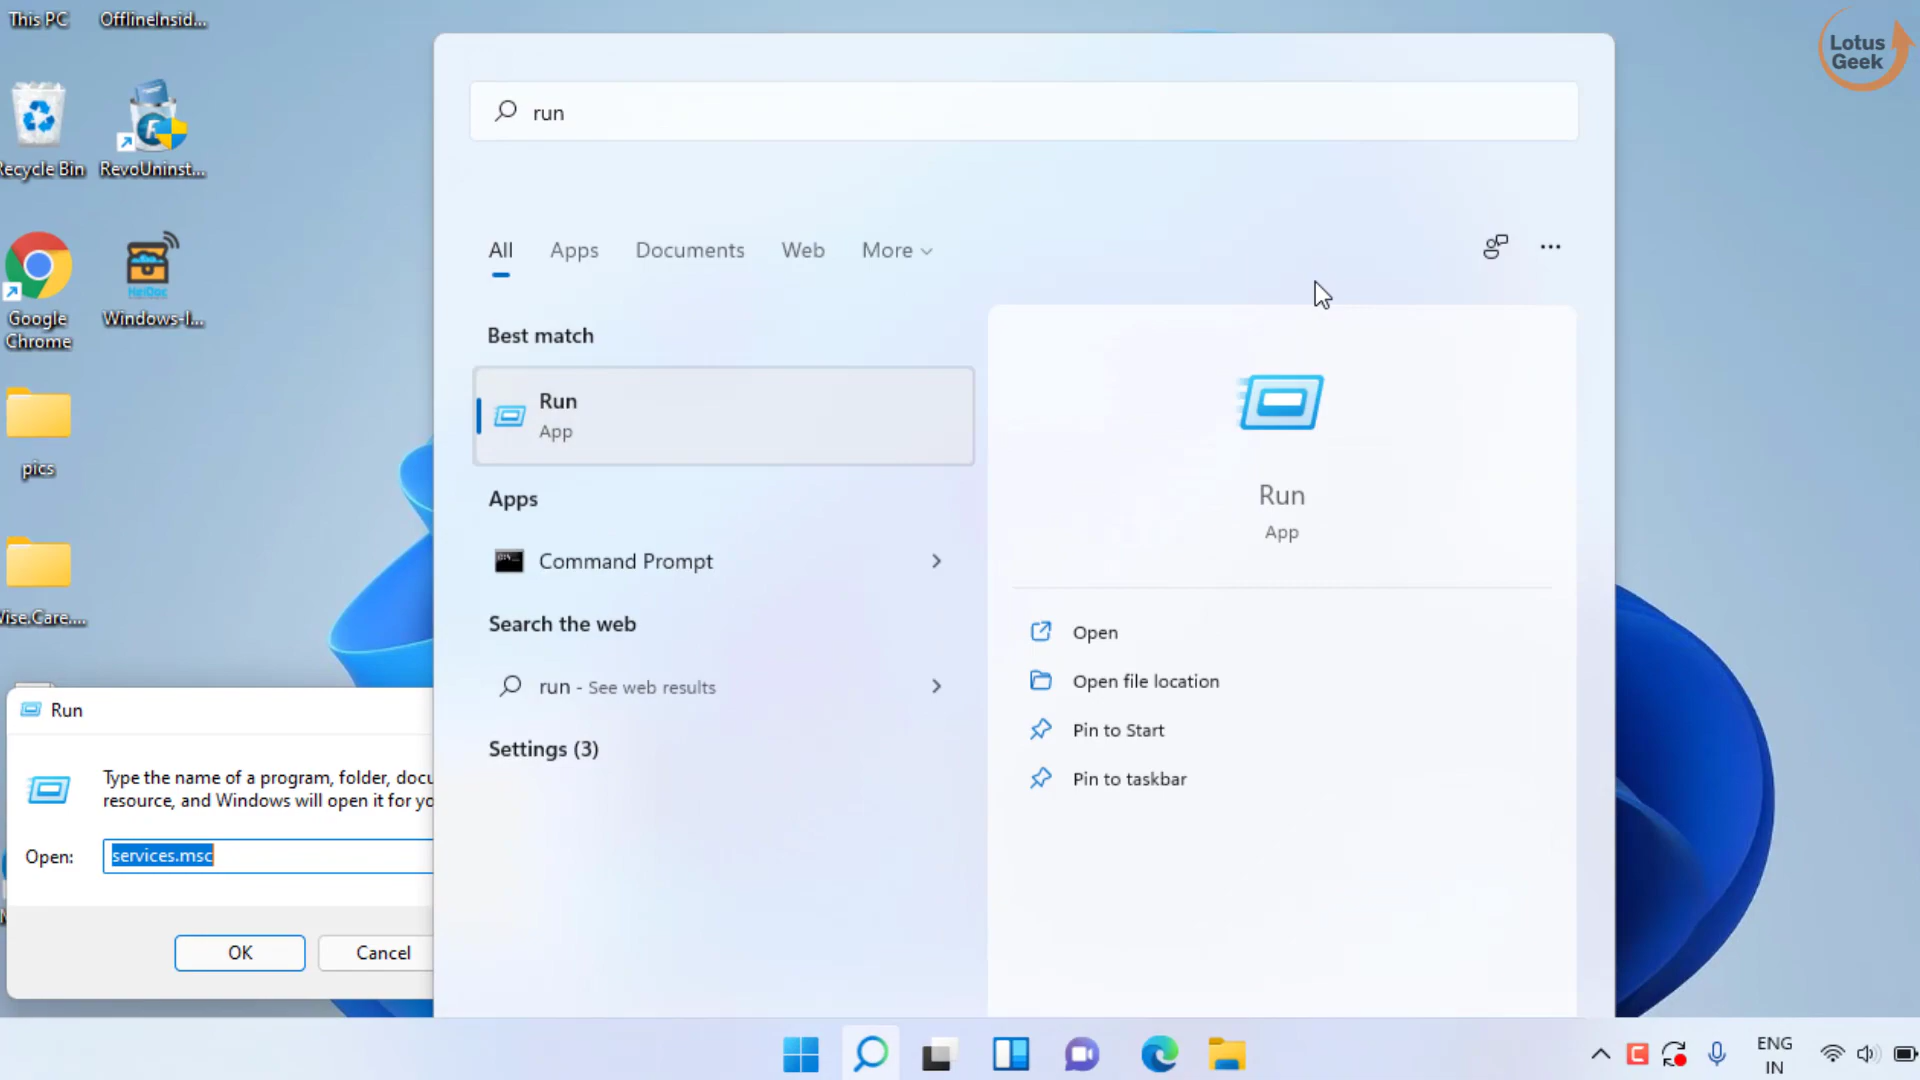 This PC
OfflineInsid...
Lotus
Geek
run
Recycle Bin
RevoUninst...
All
Apps
Documents
Web
More
Google
Chrome
Windows-I...
HeiDoc
Best match
Run
App
pics
Run
App
Apps
Command Prompt
Search the web
run - See web results
Settings (3)
Open
Open file location
Pin to Start
Pin to taskbar
Wise.Care....
Run
Type the name of a program, folder, docu
resource, and Windows will open it for yo
Open:
services.msc
OK
Cancel
ENG
IN